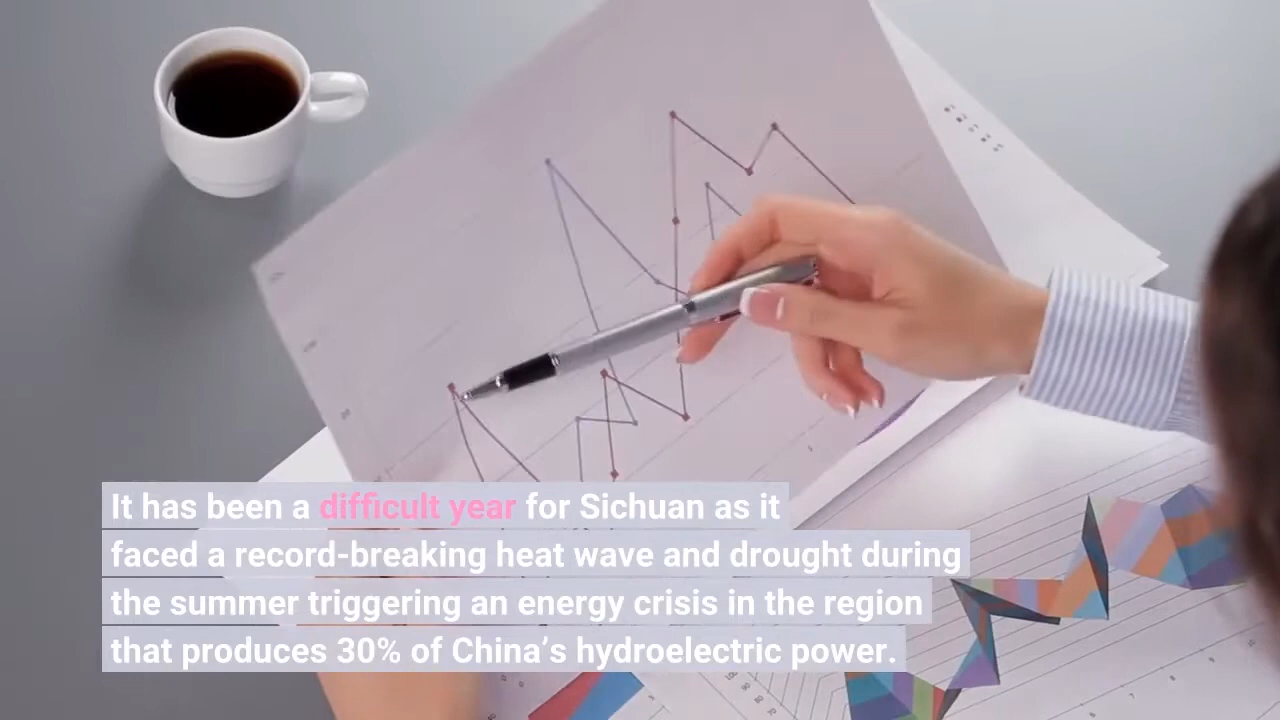 It has been a difficult year for Sichuan as it
faced a record-breaking heat wave and drought during
the summer triggering an energy crisis in the region
that produces 30% of China’s hydroelectric power.